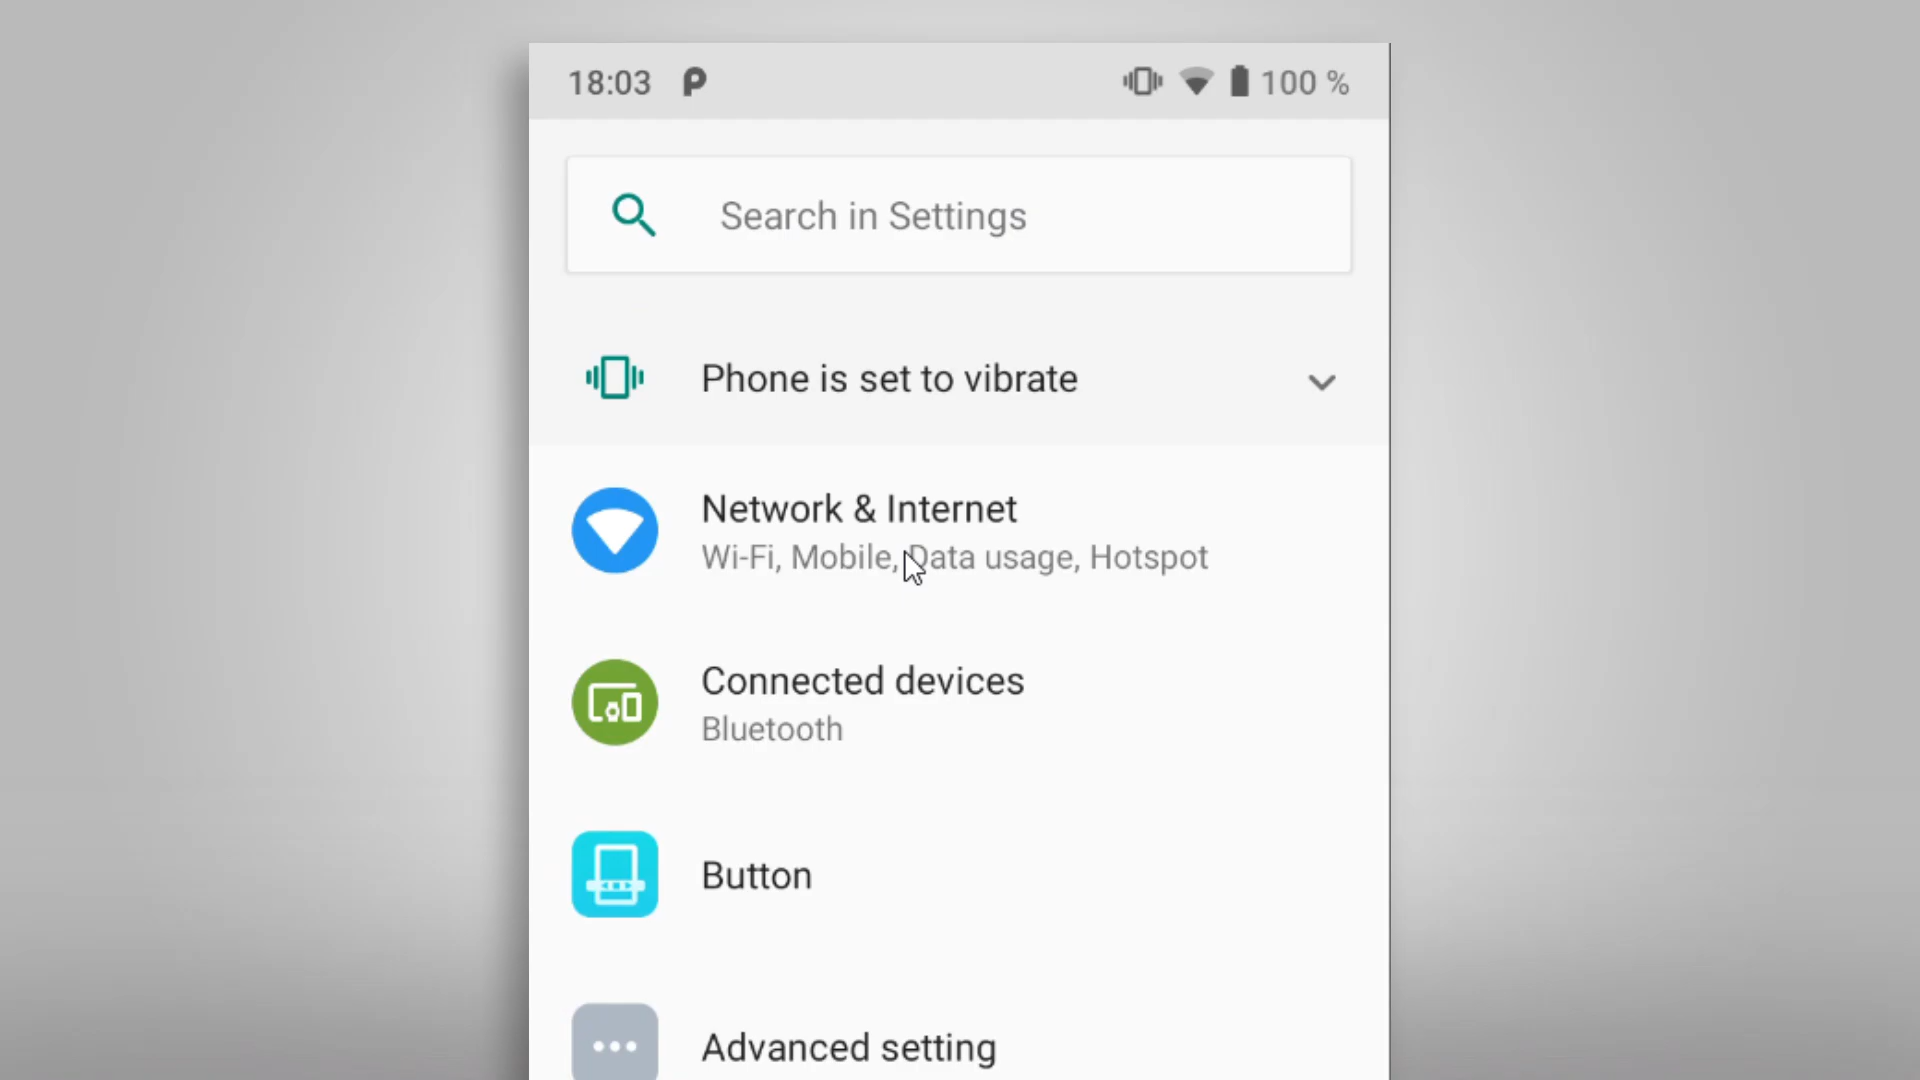 18:03 P 100 %
Search in Settings
Phone is set to vibrate
Network & Internet
Wi-Fi, Mobile, Data usage, Hotspot
Connected devices
Bluetooth
Button
Advanced setting